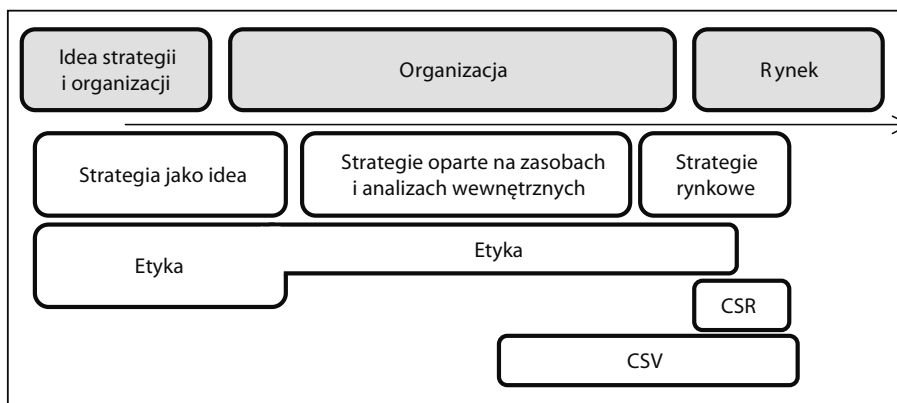 Idea strategii
i organizacji
Organizacja
Rynek
Strategia jako idea
Strategie oparte na zasobach
i analizach wewnętrznych
Strategie
rynkowe
Etyka
Etyka
CSR
CSV